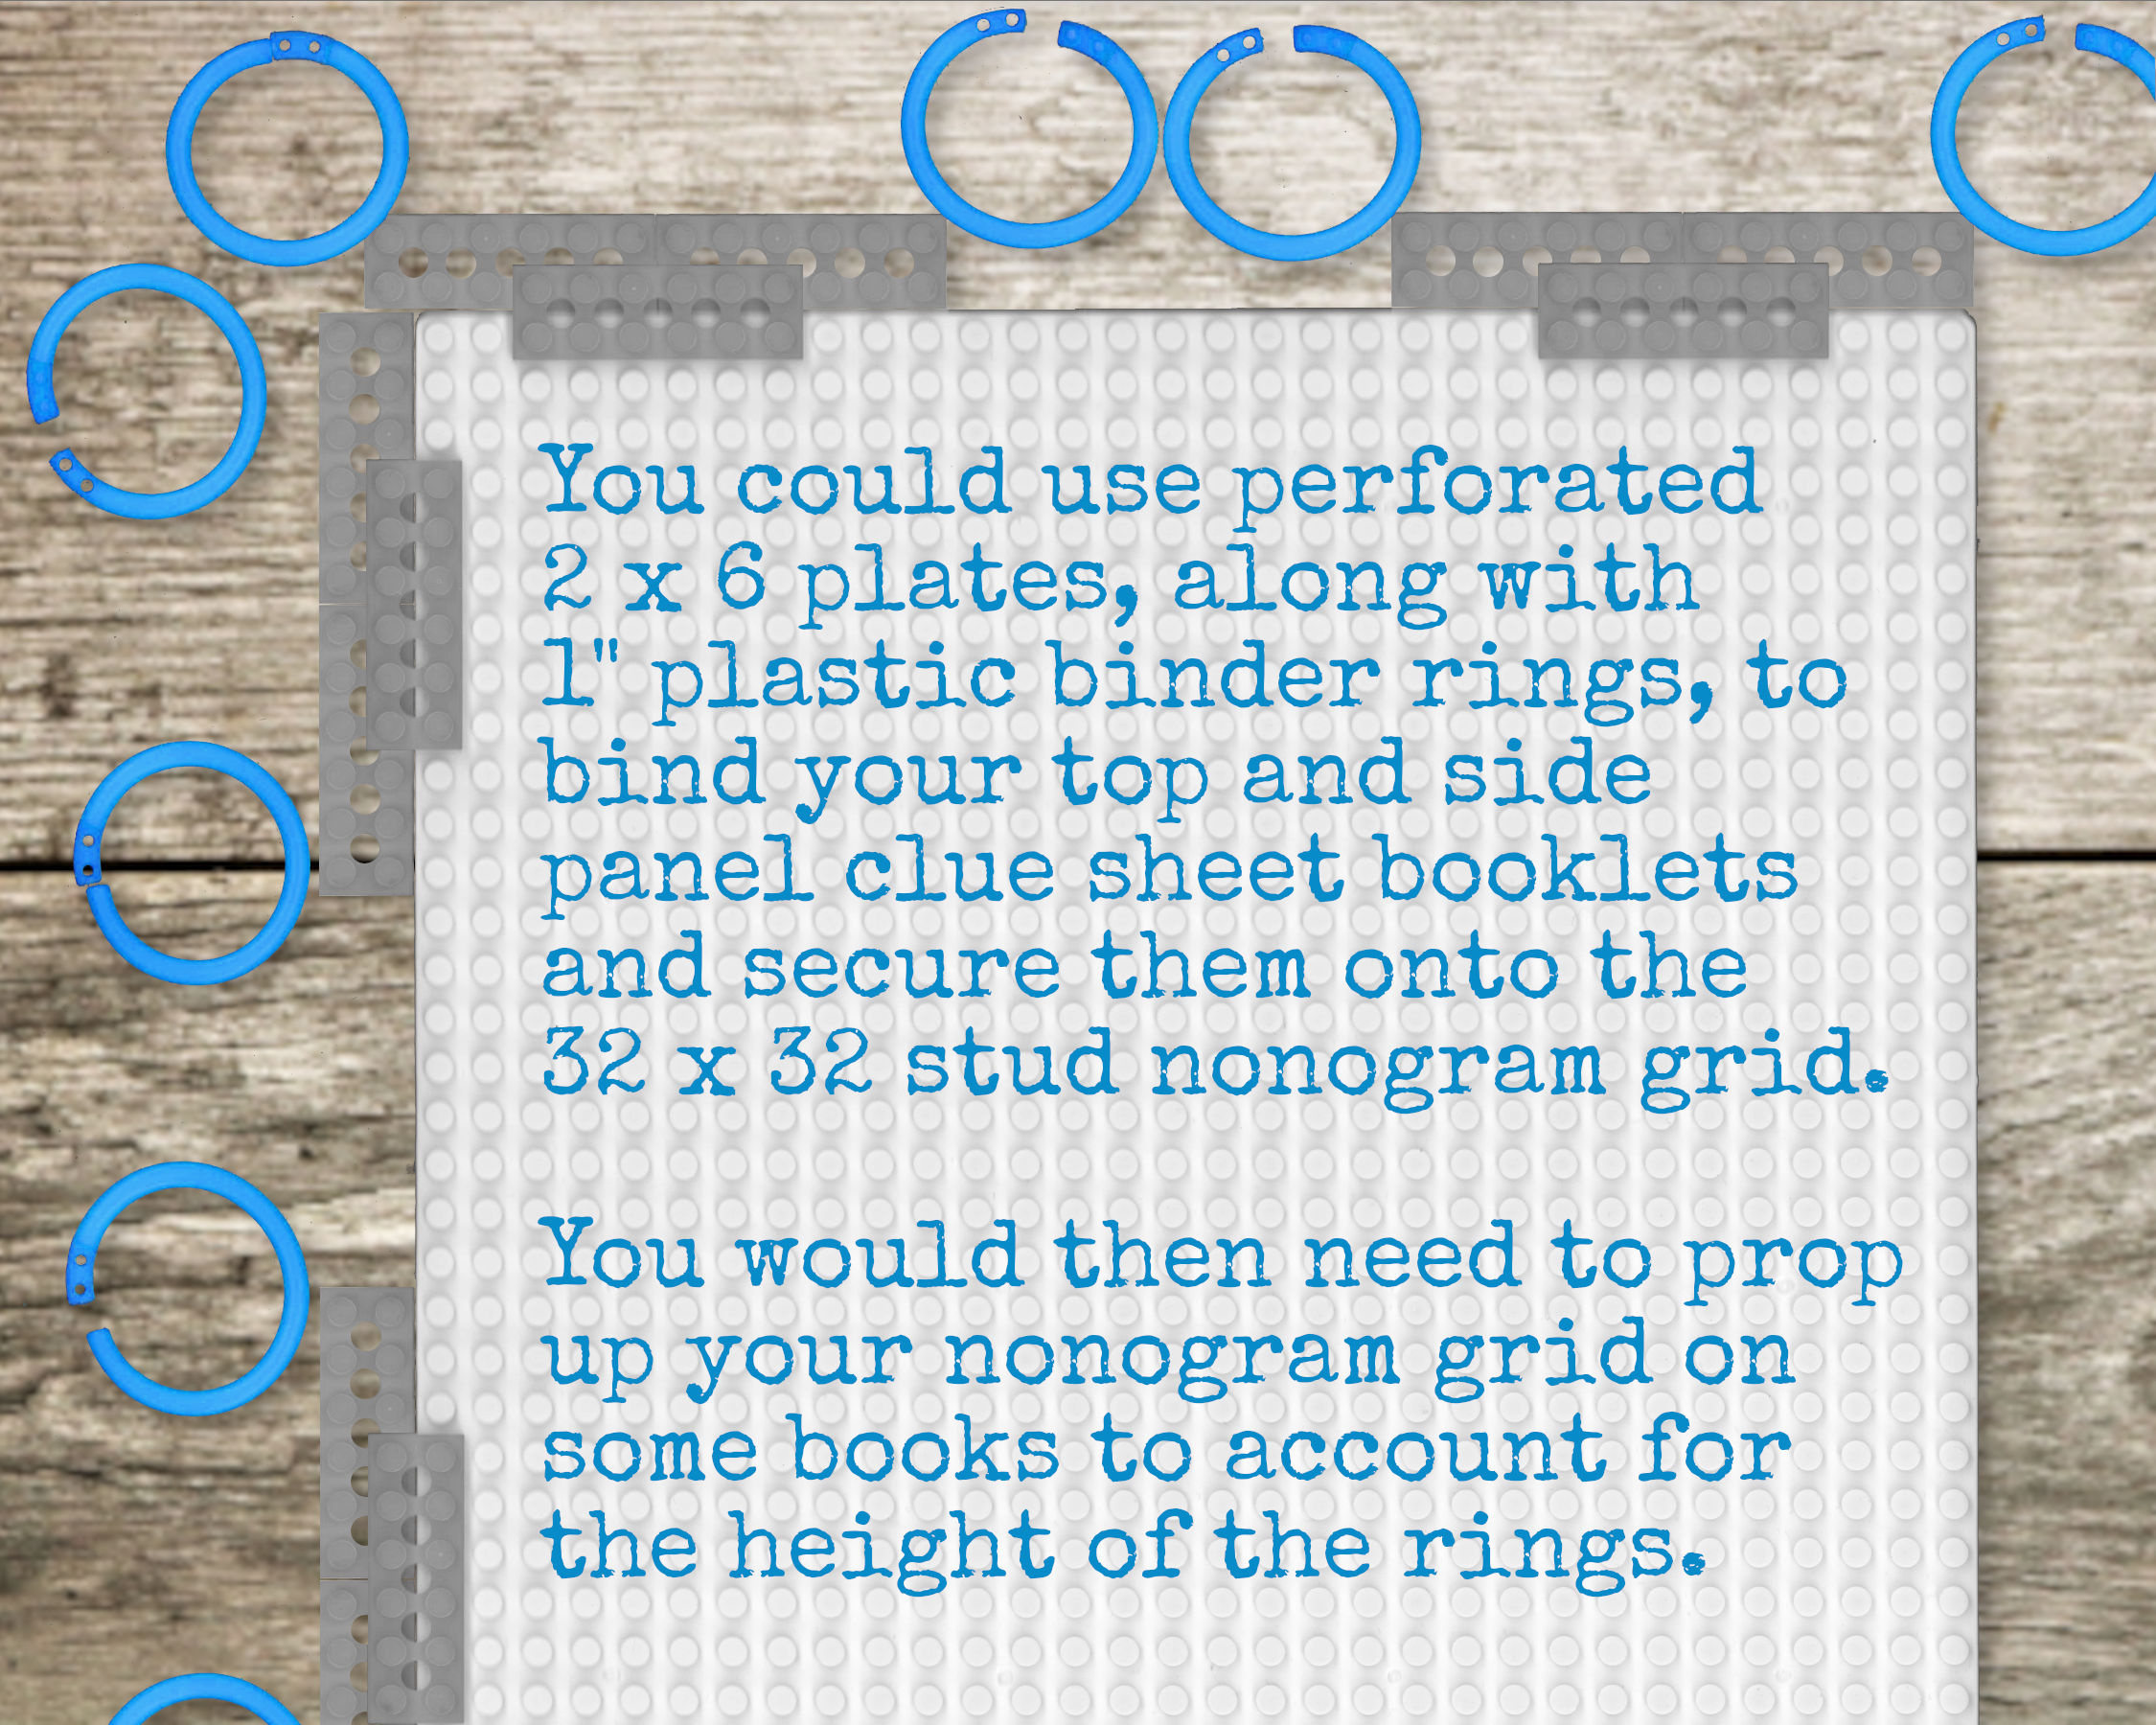 You could use perforated
2 x 6 plates, along with
1" plastic binder rings, to
bind your top and side
panel clue sheet booklets
and secure them onto the
32 x 32 stud nonogram grid.
You would then need to prop
up your nonogram grid on
some books to account for
the height of the rings.